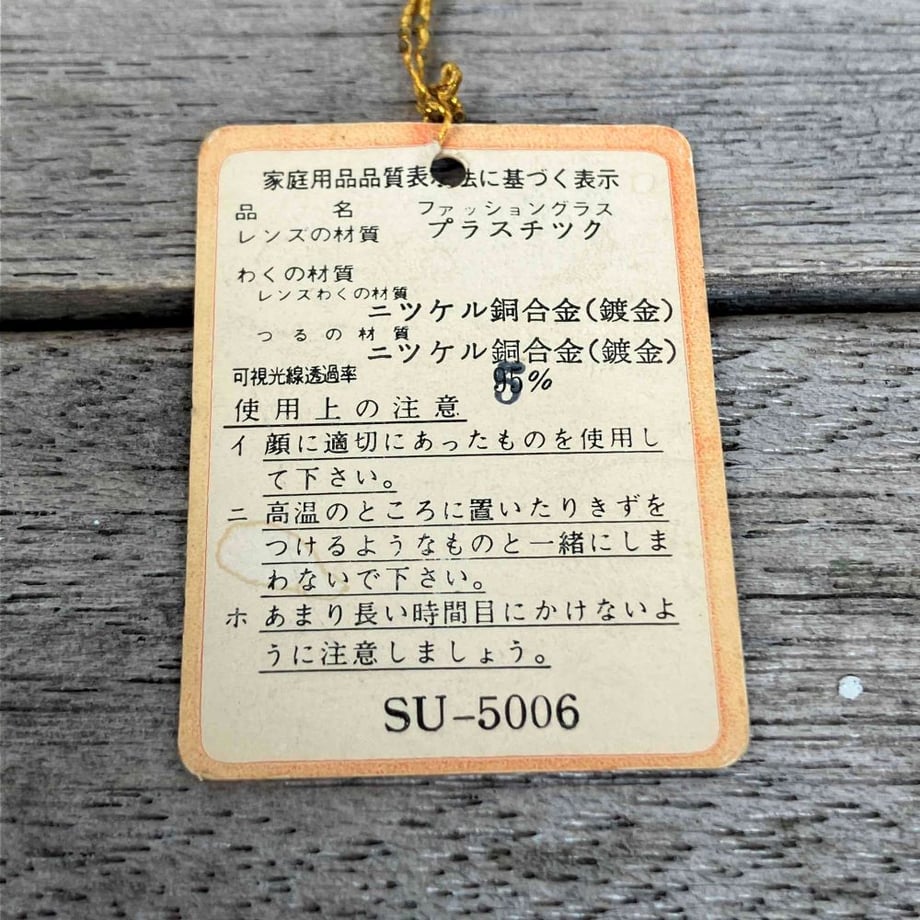 家庭用品品質表示法に基づく表示
品名 ファッショングラス
レンズの材質 プラスチツク
わくの材質
レンズわくの材質
ニツケル銅合金(鍍金)
つるの材質
ニツケル銅合金(鍍金)
可視光線透過率 %
使用上の注意
イ 顔に適切にあったものを使用し
て下さい。
ニ 高温のところに置いたりきずを
つけるようなものと一緒にしま
わないで下さい。
ホ あまり長い時間目にかけないよ
うに注意しましょう。
SU-5006